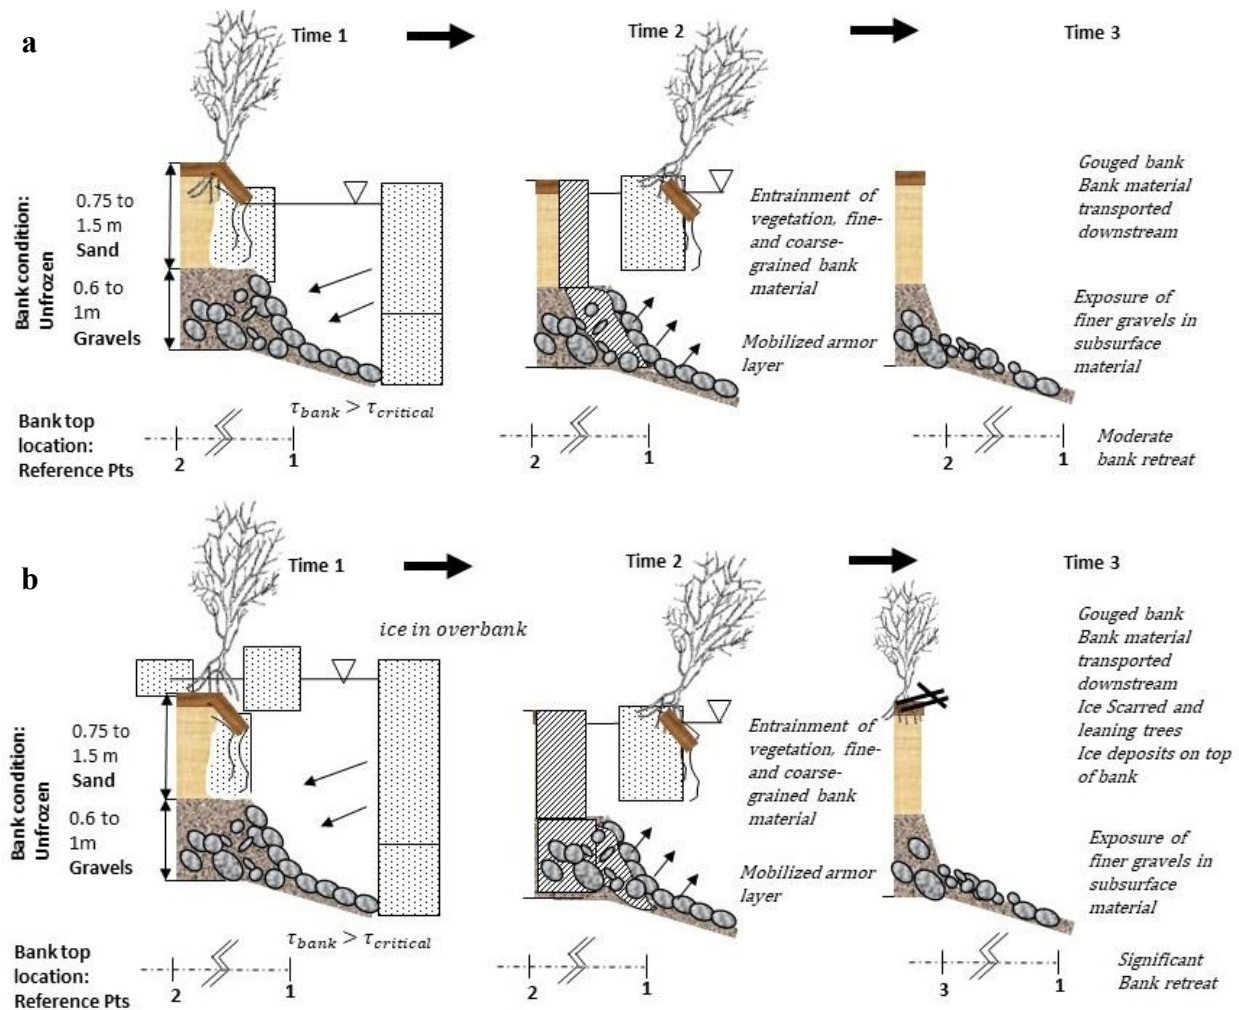 a
Time 1
Time 2
Time 3
Bank condition:
Unfrozen
0.75 to
1.5 m
Sand
0.6 to
1m
Gravels
Entrainment of
vegetation, fine-
and coarse-
grained bank
material
Mobilized armor
layer
Gouged bank
Bank material
transported
downstream
Exposure of
finer gravels in
subsurface
material
τbank > τcritical
Bank top
location:
Reference Pts
2
1
2
1
2
1
Moderate
bank retreat
b
Time 1
Time 2
Time 3
ice in overbank
Bank condition:
Unfrozen
0.75 to
1.5 m
Sand
0.6 to
1m
Gravels
Entrainment of
vegetation, fine-
and coarse-
grained bank
material
Mobilized armor
layer
Gouged bank
Bank material
transported
downstream
Ice Scarred and
leaning trees
Ice deposits on top
of bank
Exposure of
finer gravels in
subsurface
material
τbank > τcritical
Bank top
location:
Reference Pts
2
1
2
1
3
1
Significant
Bank retreat